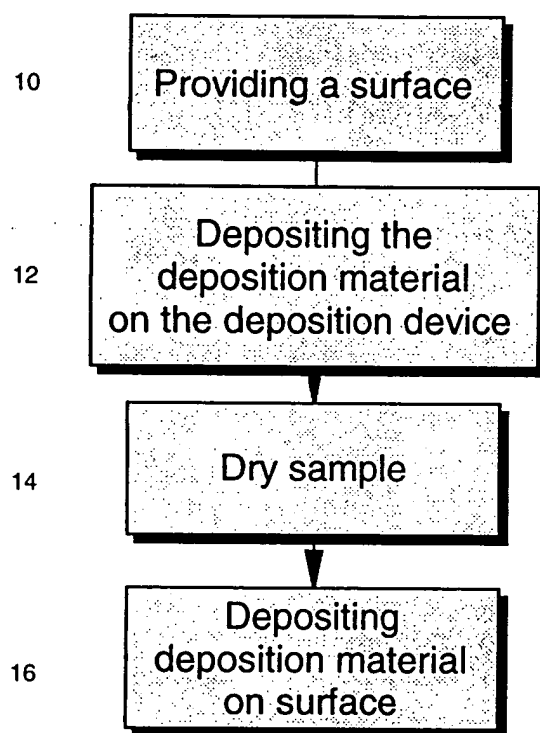 10
Providing a surface
12
Depositing the
deposition material
on the deposition device
14
Dry sample
16
Depositing
deposition material
on surface